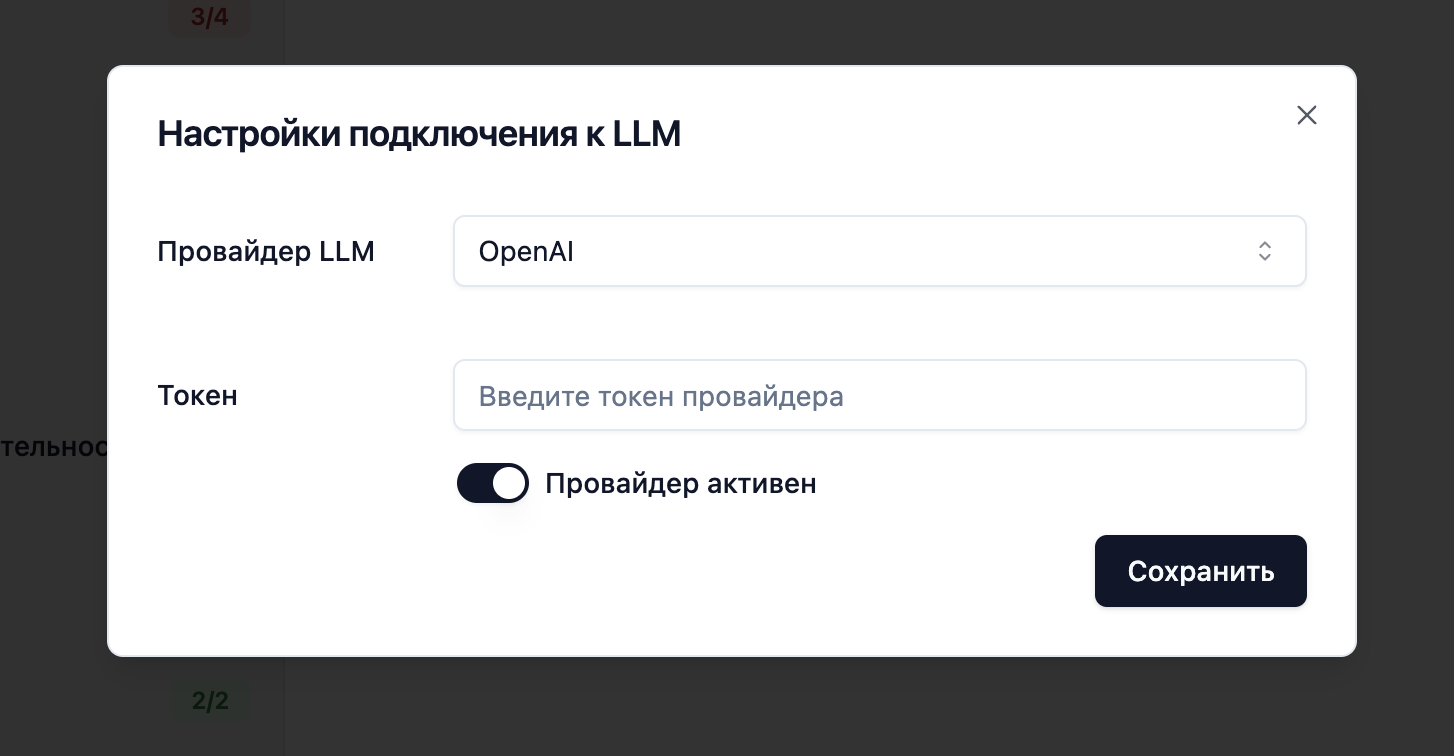 3/4
Настройки подключения к LLM
Провайдер LLM
OpenAI
Токен
Введите токен провайдера
тельнос
Провайдер активен
Сохранить
2/2